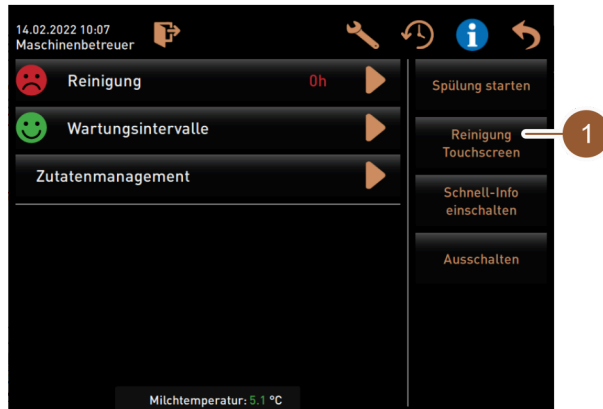 14.02.2022 10:07
Maschinenbetreuer
i
Reinigung 0h
Wartungsintervalle
Zutatenmanagement
Spülung starten
Reinigung
Touchscreen
1
Schnell-Info
einschalten
Ausschalten
Milchtemperatur: 5.1 °C